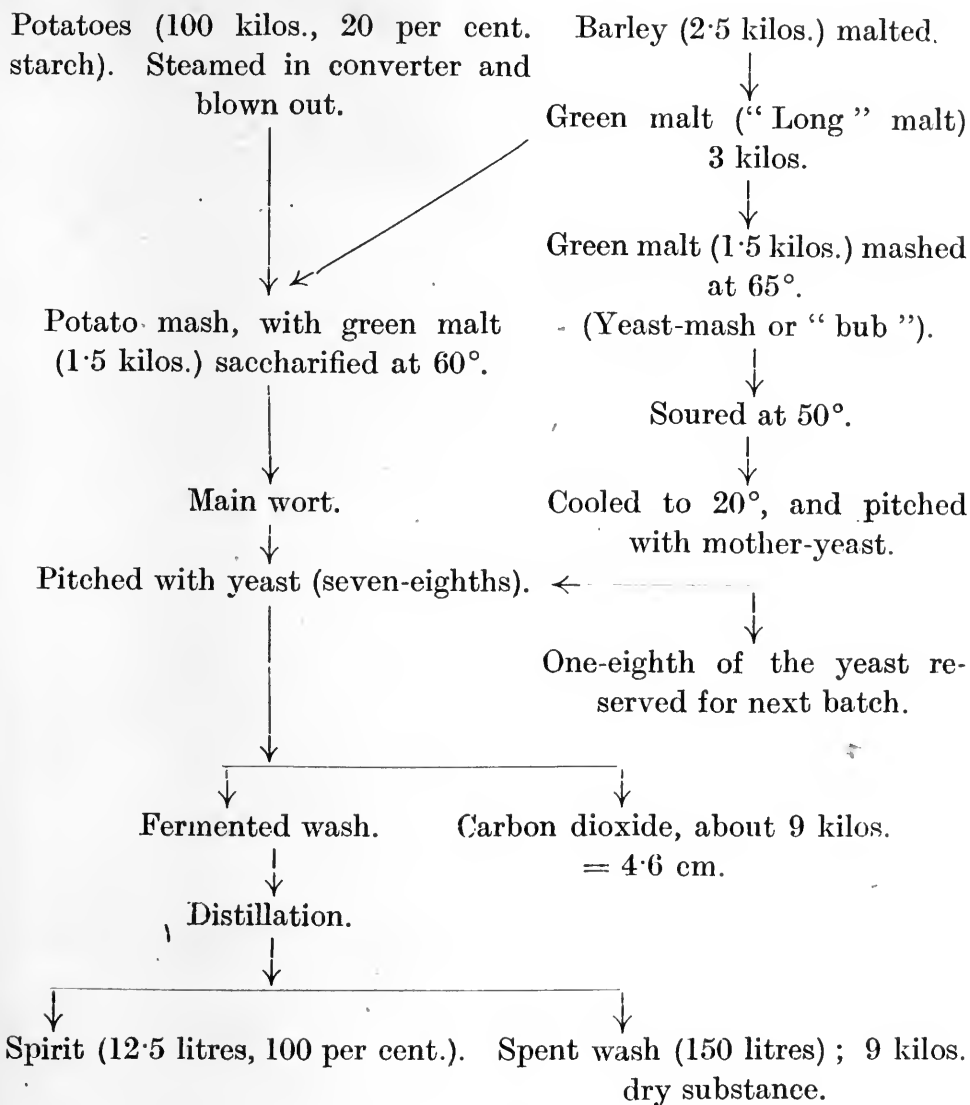 Potatoes (100 kilos., 20 per cent.
starch). Steamed in converter and
blown out.
Barley (2·5 kilos.) malted.
Green malt (“ Long ” malt)
3 kilos.
Green malt (1·5 kilos.) mashed
at 65°.
(Yeast-mash or “ bub ”).
Potato mash, with green malt
(1·5 kilos.) saccharified at 60°.
Soured at 50°.
Main wort.
Cooled to 20°, and pitched
with mother-yeast.
Pitched with yeast (seven-eighths).
One-eighth of the yeast re-
served for next batch.
Fermented wash.
Carbon dioxide, about 9 kilos.
= 4·6 cm.
Distillation.
Spirit (12·5 litres, 100 per cent.).
Spent wash (150 litres) ; 9 kilos.
dry substance.